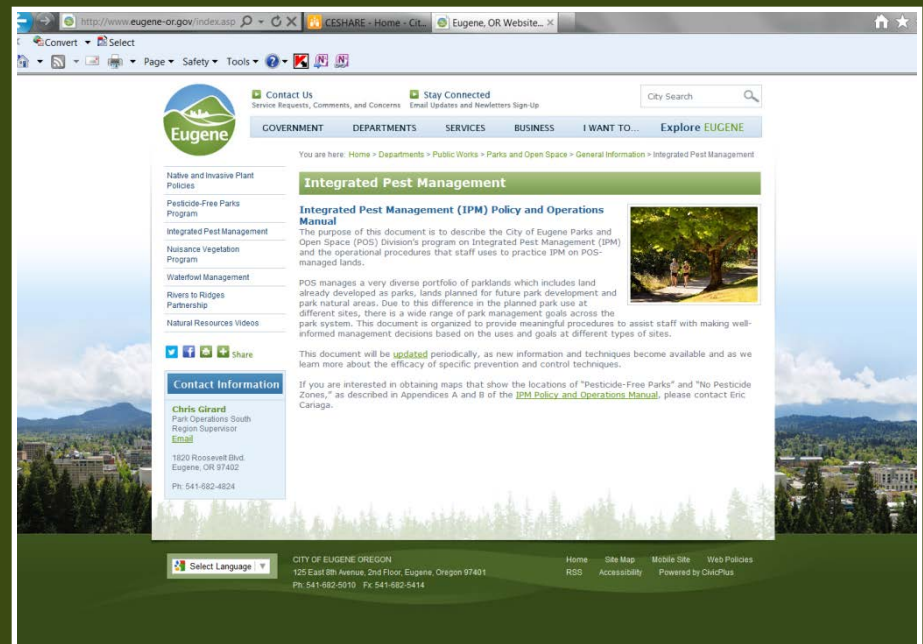 http://www.eugene-or.gov/index.asp
CESHARE - Home - Cit...
Eugene, OR Website...
Convert Select
Page Safety Tools
Contact Us
Service Requests, Comments, and Concerns
Stay Connected
Email Updates and Newletters Sign-Up
City Search
Eugene
GOVERNMENT DEPARTMENTS SERVICES BUSINESS I WANT TO... Explore EUGENE
You are here: Home > Departments > Public Works > Parks and Open Space > General Information > Integrated Pest Management
Native and Invasive Plant
Policies
Pesticide-Free Parks
Program
Integrated Pest Management
Nuisance Vegetation
Program
Waterfowl Management
Rivers to Ridges
Partnership
Natural Resources Videos
Share
Contact Information
Chris Girard
Park Operations South
Region Supervisor
Email
1820 Roosevelt Blvd.
Eugene, OR 97402
Ph: 541-682-4824
Integrated Pest Management
Integrated Pest Management (IPM) Policy and Operations
Manual
The purpose of this document is to describe the City of Eugene Parks and
Open Space (POS) Division's program on Integrated Pest Management (IPM)
and the operational procedures that staff uses to practice IPM on POS-
managed lands.
POS manages a very diverse portfolio of parklands which includes land
already developed as parks, lands planned for future park development and
park natural areas. Due to this difference in the planned park use at
different sites, there is a wide range of park management goals across the
park system. This document is organized to provide meaningful procedures to assist staff with making well-
informed management decisions based on the uses and goals at different types of sites.
This document will be updated periodically, as new information and techniques become available and as we
learn more about the efficacy of specific prevention and control techniques.
If you are interested in obtaining maps that show the locations of "Pesticide-Free Parks" and "No Pesticide
Zones," as described in Appendices A and B of the IPM Policy and Operations Manual, please contact Eric
Cariaga.
Select Language
CITY OF EUGENE OREGON
125 East 8th Avenue, 2nd Floor, Eugene, Oregon 97401
Ph: 541-682-5010 Fx: 541-682-5414
Home Site Map Mobile Site Web Policies
RSS Accessibility Powered by CivicPlus